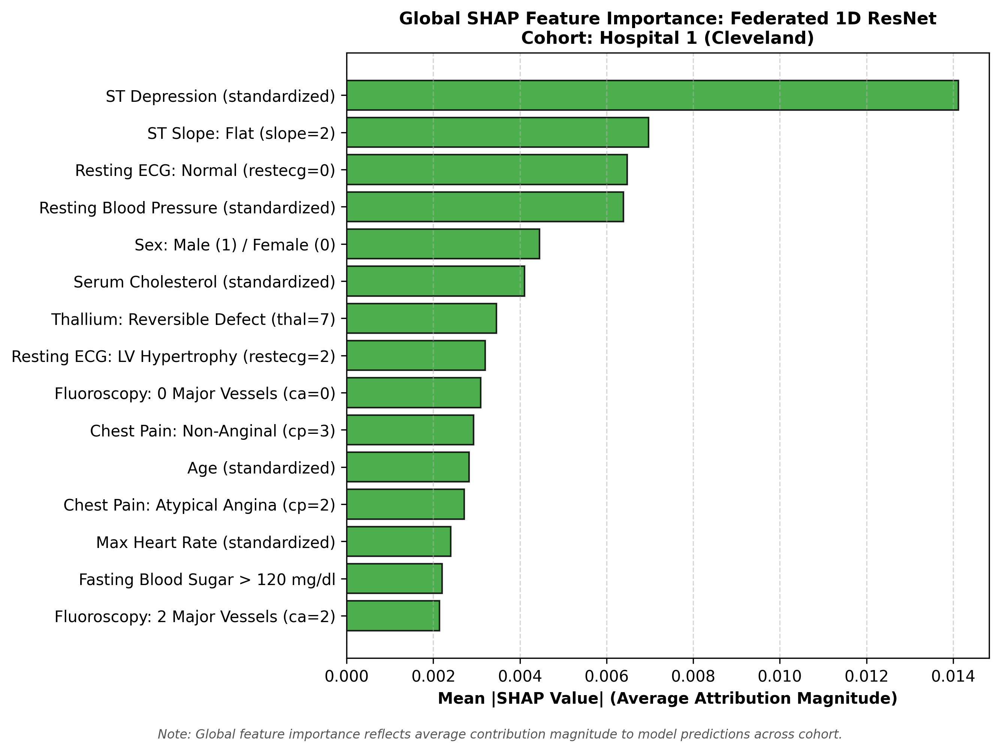 Global SHAP Feature Importance: Federated 1D ResNet
Cohort: Hospital 1 (Cleveland)
ST Depression (standardized)
ST Slope: Flat (slope=2)
Resting ECG: Normal (restecg=0)
Resting Blood Pressure (standardized)
Sex: Male (1) / Female (0)
Serum Cholesterol (standardized)
Thallium: Reversible Defect (thal=7)
Resting ECG: LV Hypertrophy (restecg=2)
Fluoroscopy: 0 Major Vessels (ca=0)
Chest Pain: Non-Anginal (cp=3)
Age (standardized)
Chest Pain: Atypical Angina (cp=2)
Max Heart Rate (standardized)
Fasting Blood Sugar > 120 mg/dl
Fluoroscopy: 2 Major Vessels (ca=2)
0.000 0.002 0.004 0.006 0.008 0.010 0.012 0.014
Mean |SHAP Value| (Average Attribution Magnitude)
Note: Global feature importance reflects average contribution magnitude to model predictions across cohort.